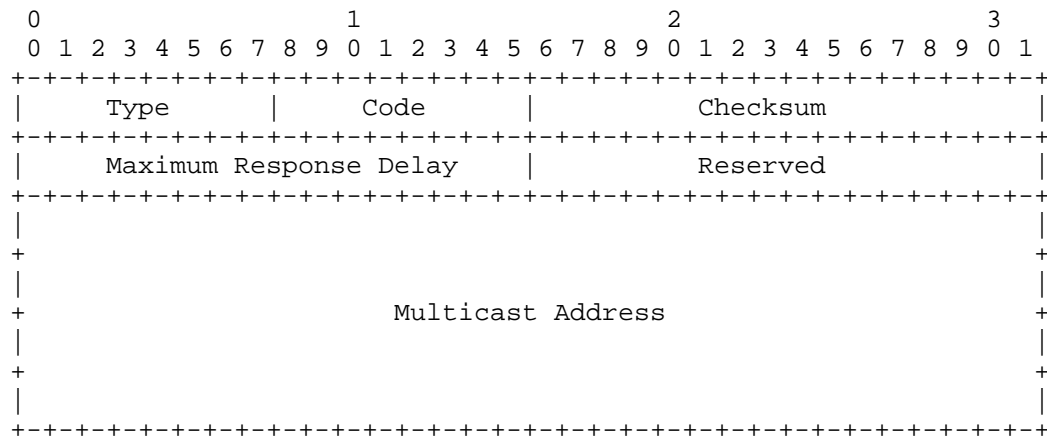 0                   1                   2                   3
0 1 2 3 4 5 6 7 8 9 0 1 2 3 4 5 6 7 8 9 0 1 2 3 4 5 6 7 8 9 0 1
+-+-+-+-+-+-+-+-+-+-+-+-+-+-+-+-+-+-+-+-+-+-+-+-+-+-+-+-+-+-+-+-+
|     Type      |     Code      |          Checksum             |
+-+-+-+-+-+-+-+-+-+-+-+-+-+-+-+-+-+-+-+-+-+-+-+-+-+-+-+-+-+-+-+-+
|     Maximum Response Delay    |          Reserved             |
+-+-+-+-+-+-+-+-+-+-+-+-+-+-+-+-+-+-+-+-+-+-+-+-+-+-+-+-+-+-+-+-+
|                                                               |
+                                                               +
|                                                               |
+                       Multicast Address                       +
|                                                               |
+                                                               +
|                                                               |
+-+-+-+-+-+-+-+-+-+-+-+-+-+-+-+-+-+-+-+-+-+-+-+-+-+-+-+-+-+-+-+-+